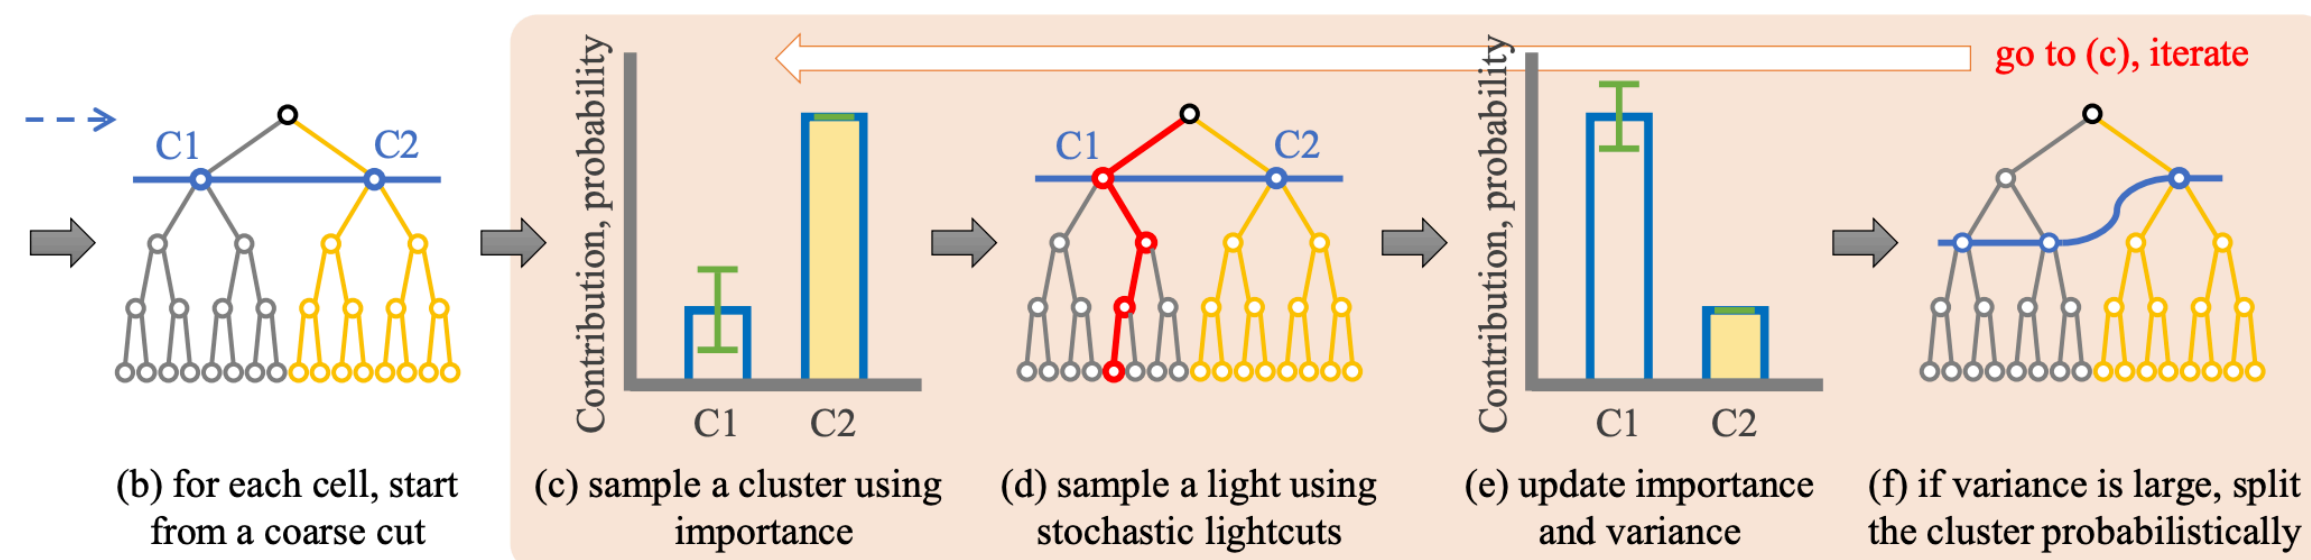 go to (c), iterate
C1
C2
Contribution, probability
C1
C2
C1
C2
Contribution, probability
C1
C2
(b) for each cell, start
from a coarse cut
(c) sample a cluster using
importance
(d) sample a light using
stochastic lightcuts
(e) update importance
and variance
(f) if variance is large, split
the cluster probabilistically